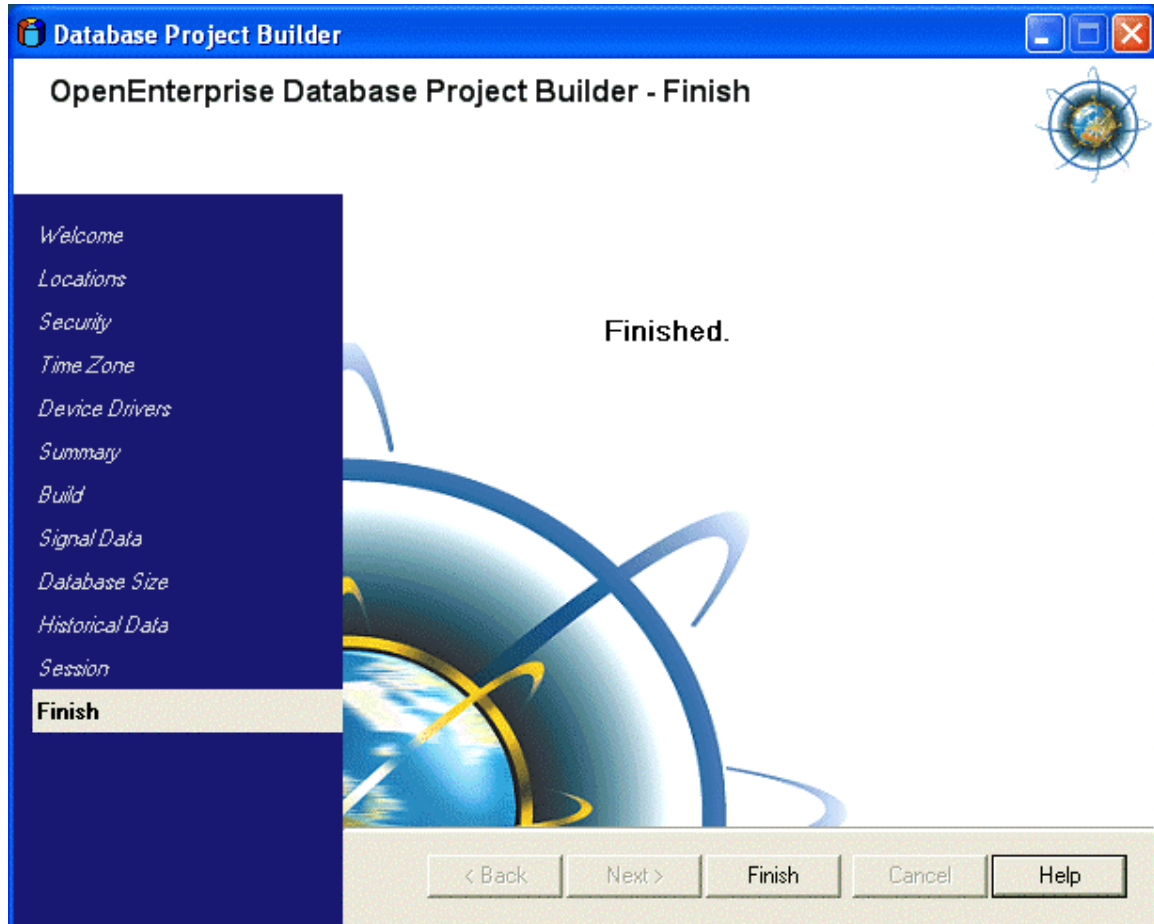 Database Project Builder
OpenEnterprise Database Project Builder - Finish
Welcome
Locations
Security
Time Zone
Device Drivers
Summary
Build
Signal Data
Database Size
Historical Data
Session
Finish
Finished.
< Back Next > Finish Cancel Help